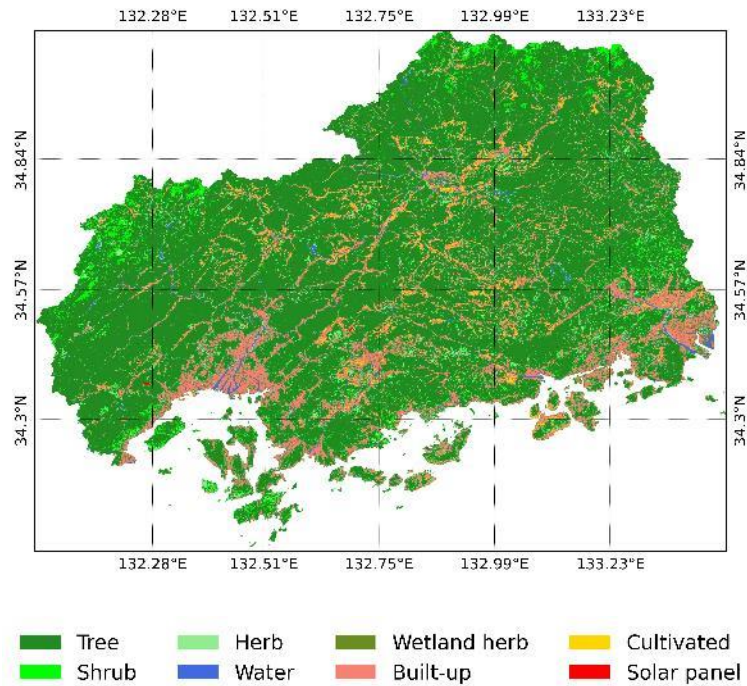 132.28°E 132.51°E 132.75°E 132.99°E 133.23°E
34.84°N 34.84°N
34.57°N 34.57°N
34.3°N 34.3°N
132.28°E 132.51°E 132.75°E 132.99°E 133.23°E
Tree Herb Wetland herb Cultivated
Shrub Water Built-up Solar panel